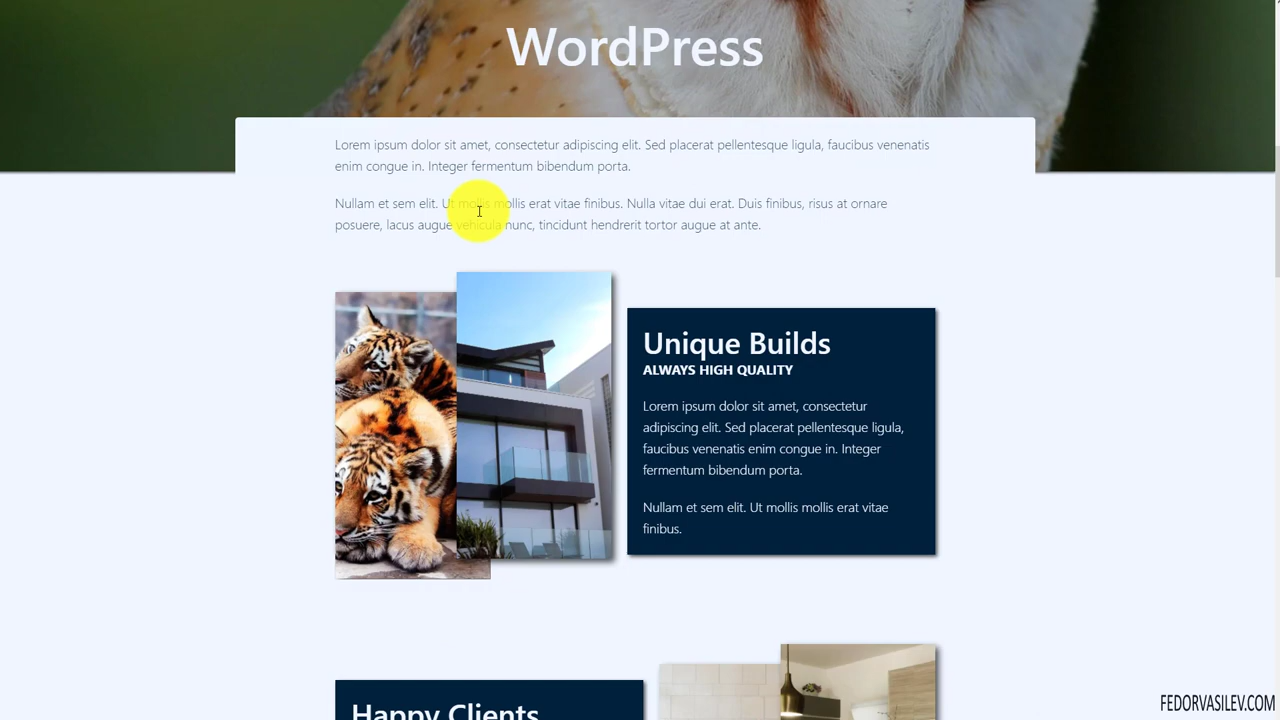 WordPress
Lorem ipsum dolor sit amet, consectetur adipiscing elit. Sed placerat pellentesque ligula, faucibus venenatis
enim congue in. Integer fermentum bibendum porta.
Nullam et sem elit. Ut mollis mollis erat vitae finibus. Nulla vitae dui erat. Duis finibus, risus at ornare
posuere, lacus augue vehicula nunc, tincidunt hendrerit tortor augue at ante.
Unique Builds
ALWAYS HIGH QUALITY
Lorem ipsum dolor sit amet, consectetur
adipiscing elit. Sed placerat pellentesque ligula,
faucibus venenatis enim congue in. Integer
fermentum bibendum porta.
Nullam et sem elit. Ut mollis mollis erat vitae
finibus.
Happy Clients
FEDORVASILEV.COM